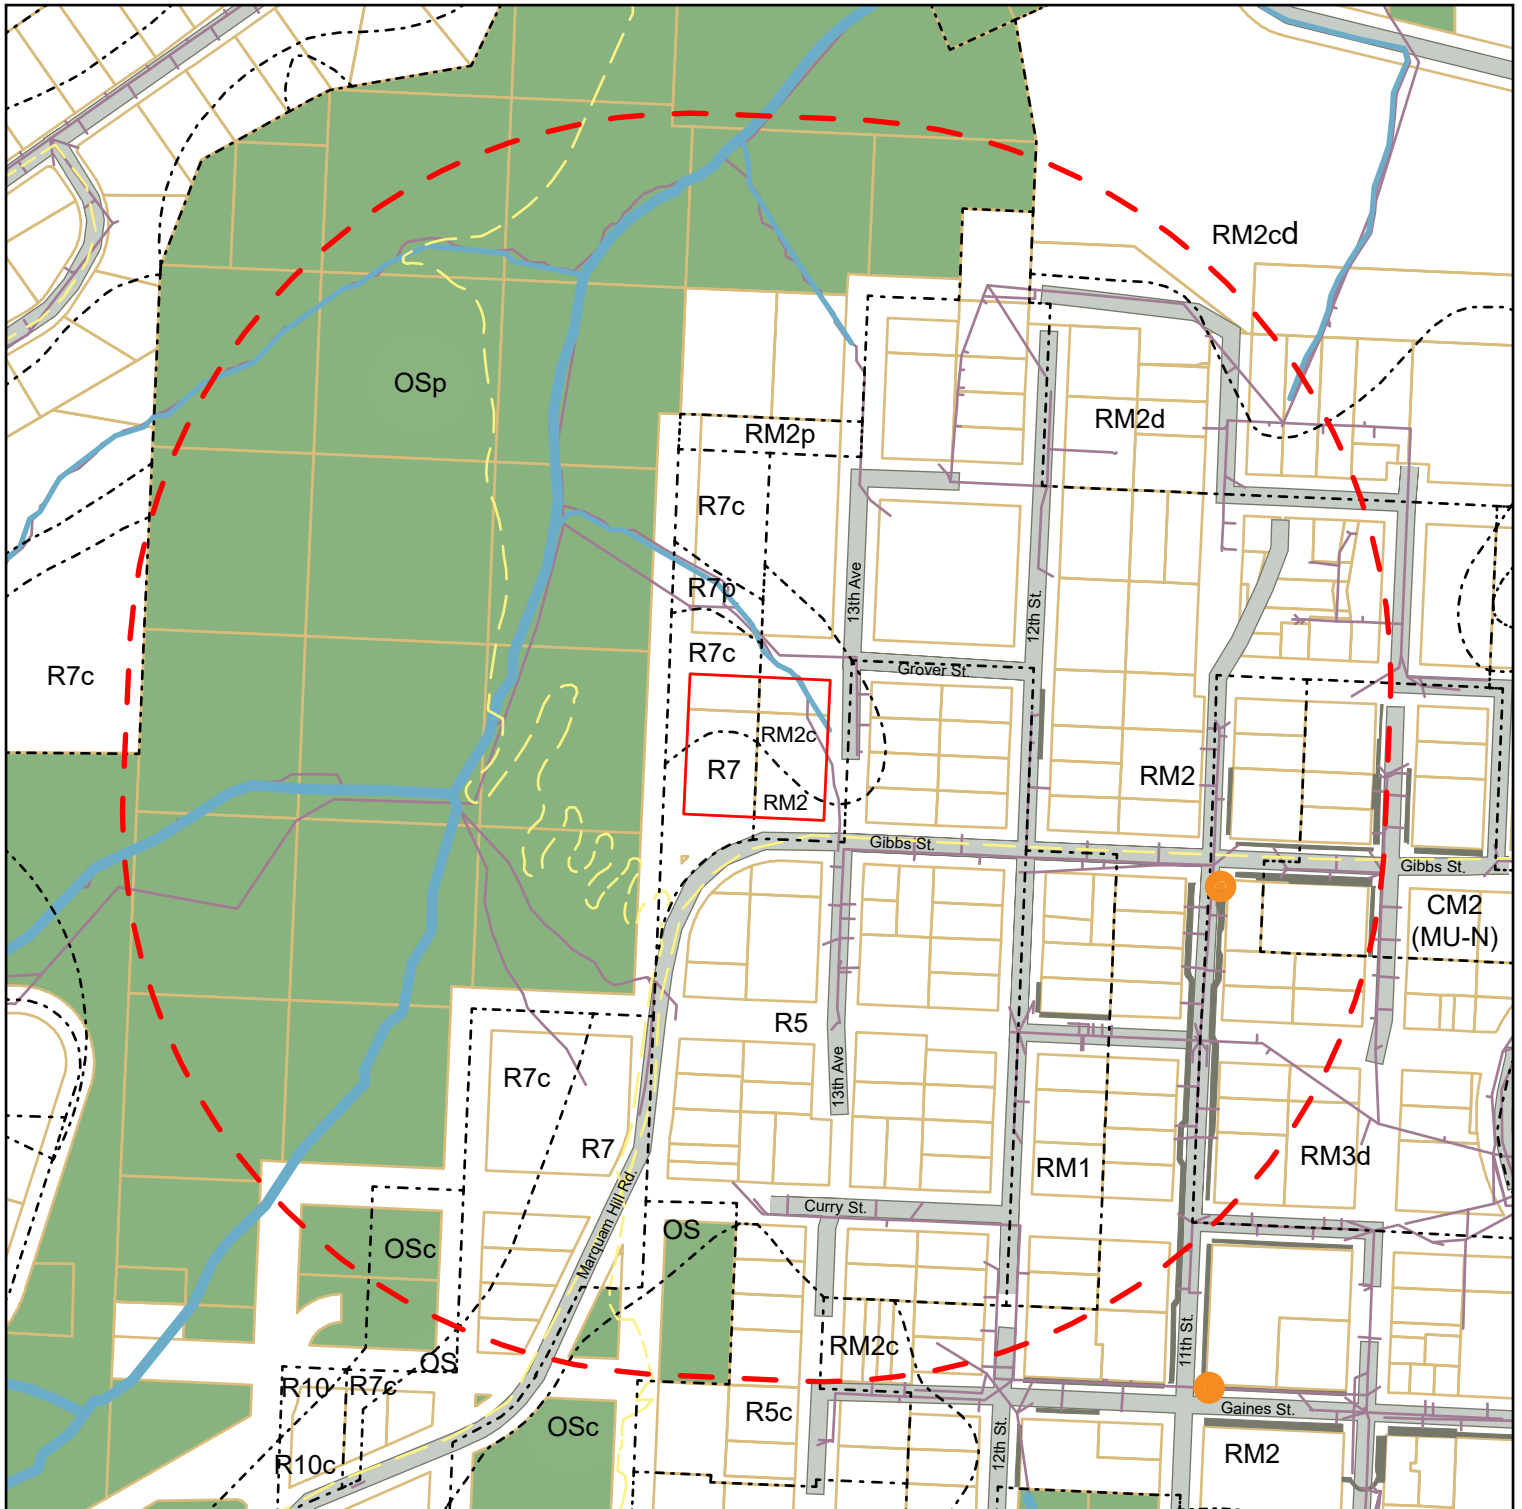 RM2cd
OSp
RM2d
RM2p
R7c
R7p
13th Ave
12th St.
R7c
Grover St.
R7c
RM2c
R7
RM2
RM2
Gibbs St.
Gibbs St.
CM2
(MU-N)
R5
13th Ave
R7c
R7
RM1
RM3d
Marquam Hill Rd.
Curry St.
OS
OSc
11th St.
RM2c
OS
R10
R7c
Gaines St.
R5c
OSc
12th St.
RM2
R10c